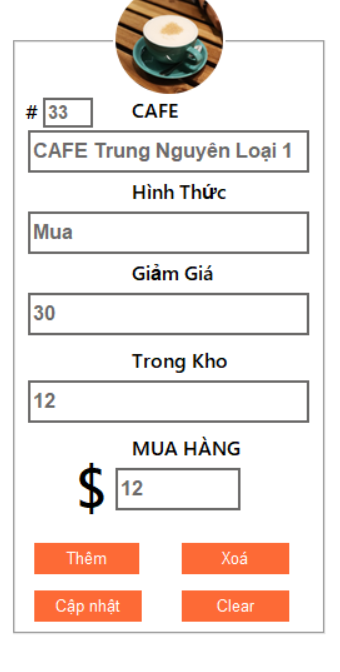 # 33 CAFE
CAFE Trung Nguyên Loại 1
Hình Thức
Mua
Giảm Giá
30
Trong Kho
12
MUA HÀNG
$ 12
Thêm Xoá
Cập nhật Clear